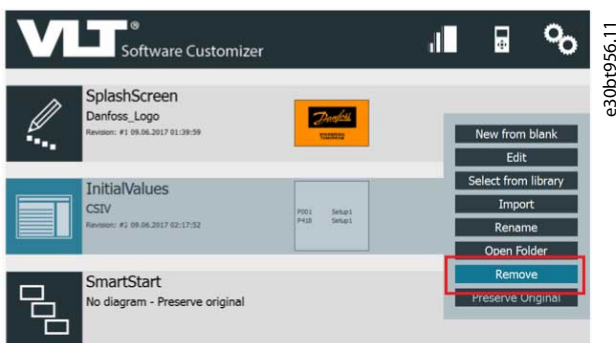 VLT®
Software Customizer
SplashScreen
Danfoss_Logo
Revision: #1 09.06.2017 01:39:59
Danfoss
ENGINEERING
TOMORROW
New from blank
Edit
Select from library
Import
Rename
Open Folder
Remove
Preserve Original
InitialValues
CSIV
Revision: #1 09.06.2017 02:17:52
P001 Setup1
P418 Setup1
SmartStart
No diagram - Preserve original
e30bt956.11